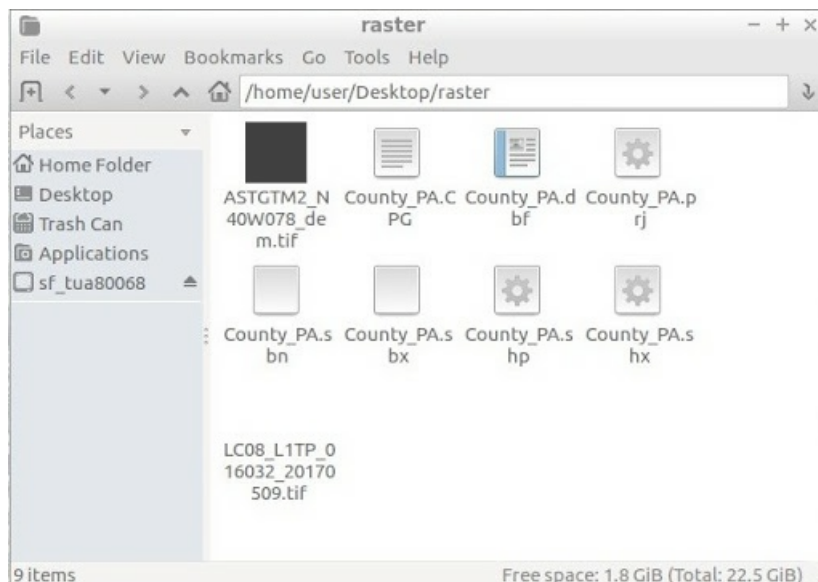 raster
File Edit View Bookmarks Go Tools Help
/home/user/Desktop/raster
Places
Home Folder
Desktop
Trash Can
Applications
sf_tua80068
ASTGTM2_N
40W078_de
m.tif
County_PA.C
PG
County_PA.d
bf
County_PA.p
rj
County_PA.s
bn
County_PA.s
bx
County_PA.s
hp
County_PA.s
hx
LC08_L1TP_0
16032_20170
509.tif
9 items
Free space: 1.8 GiB (Total: 22.5 GiB)